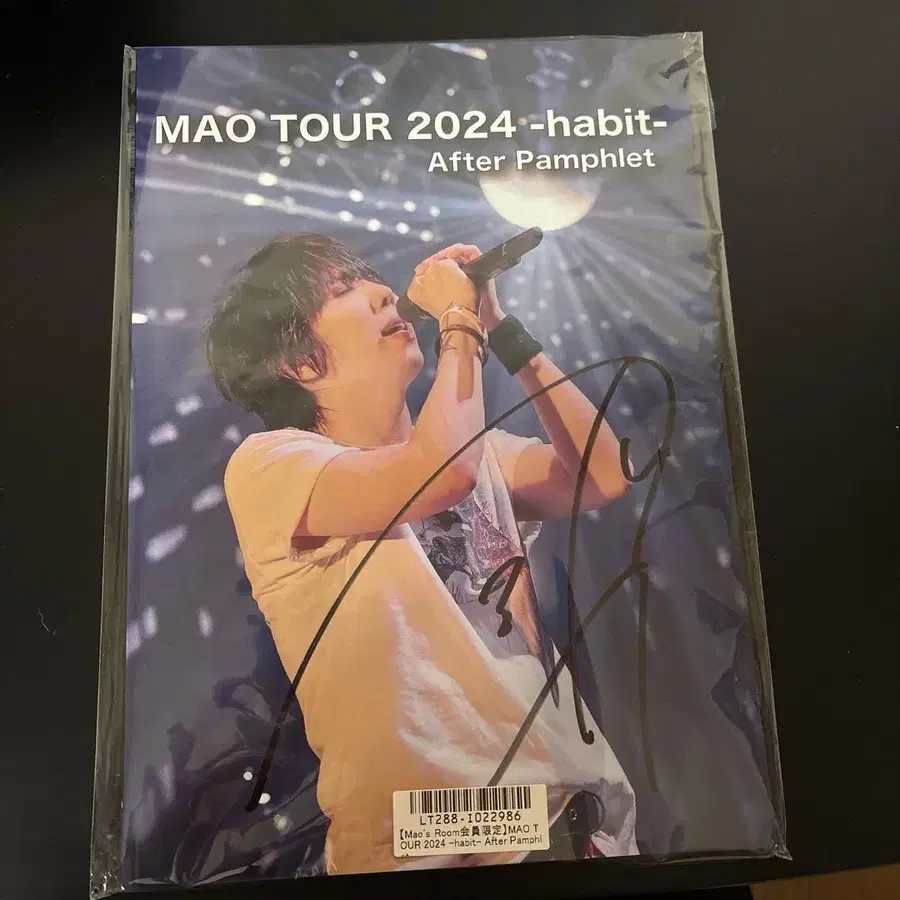 MAO TOUR 2024 -habit-
After Pamphlet
LT288-I022986
【Mao's Room会員限定】MAO T
OUR 2024 -habit- After Pamphl